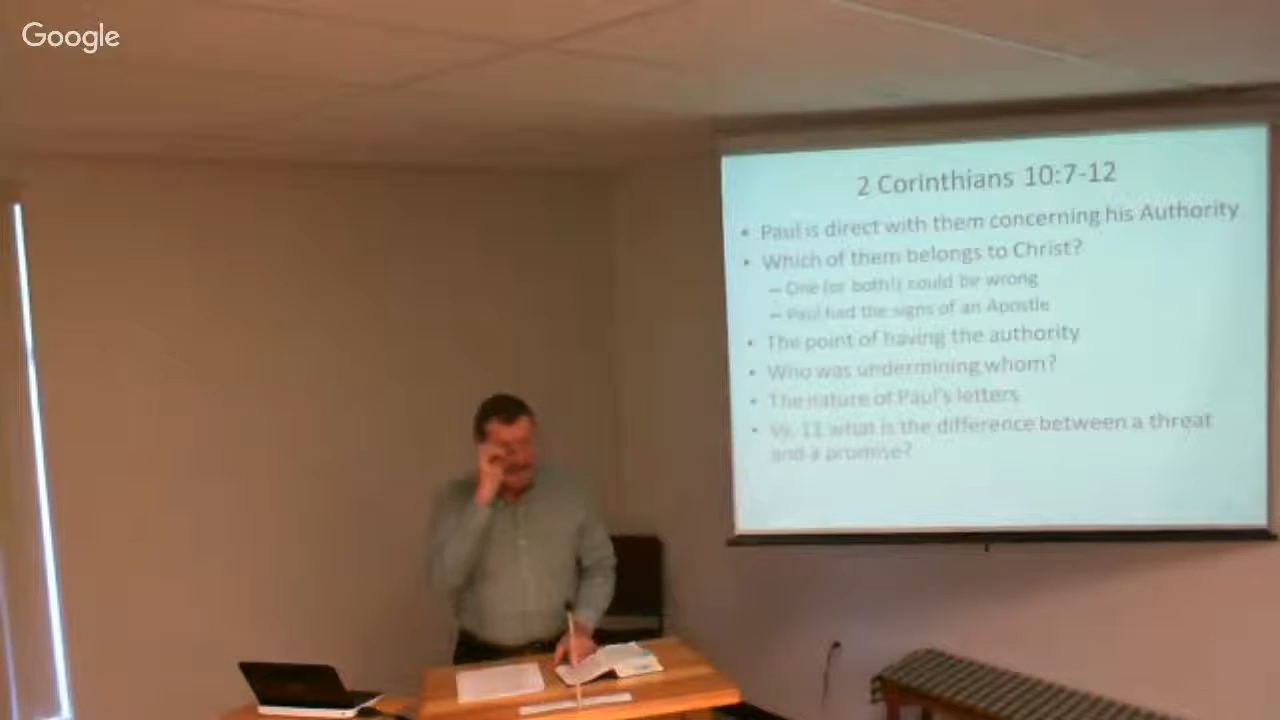 Google
2 Corinthians 10:7-12
• Paul is direct with them concerning his Authority
• Which of them belongs to Christ?
– One (or both!) could be wrong
– Paul had the signs of an Apostle
• The point of having the authority
• Who was undermining whom?
• The nature of Paul's letters
• Vs. 11 what is the difference between a threat
and a promise?